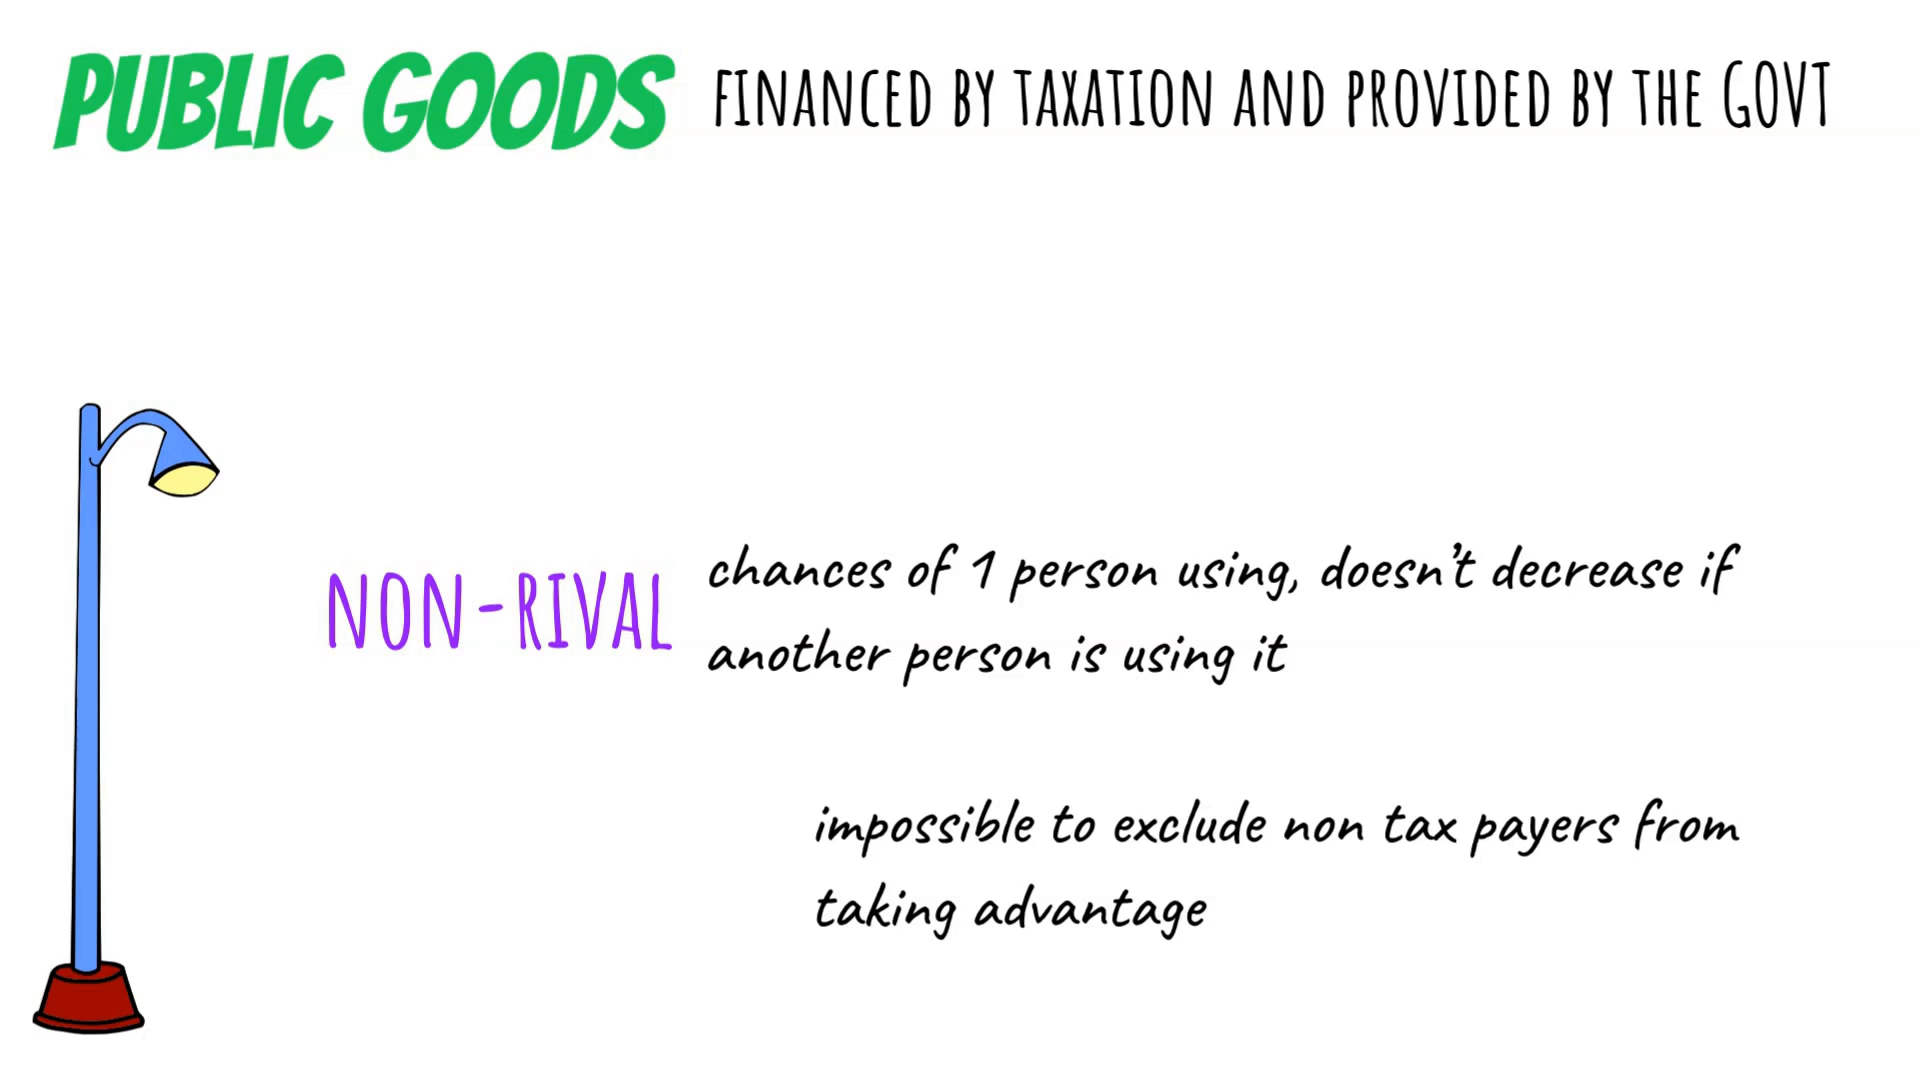 PUBLIC GOODS FINANCED BY TAXATION AND PROVIDED BY THE GOVT
NON-RIVAL
chances of 1 person using, doesn't decrease if
another person is using it
impossible to exclude non tax payers from
taking advantage